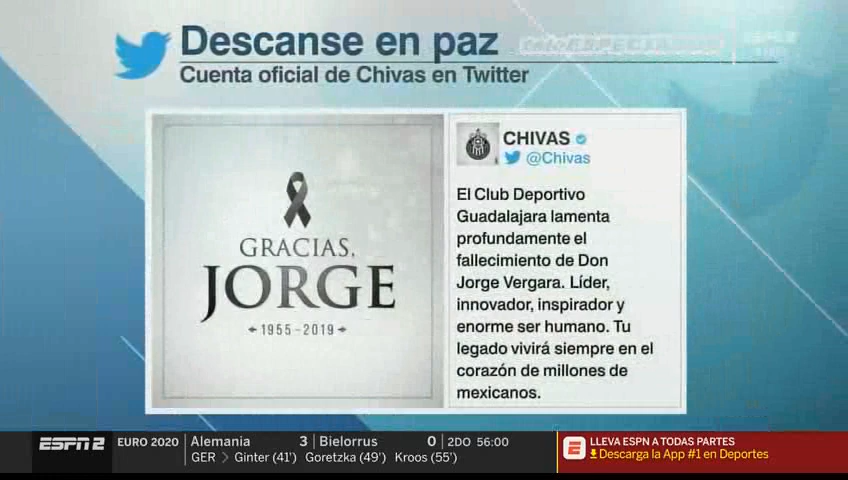 Descanse en paz
Cuenta oficial de Chivas en Twitter
GRACIAS,
JORGE
1955-2019
CHIVAS
@Chivas
El Club Deportivo
Guadalajara lamenta
profundamente el
fallecimiento de Don
Jorge Vergara. Líder,
innovador, inspirador y
enorme ser humano. Tu
legado vivirá siempre en el
corazón de millones de
mexicanos.
ESPN 2
EURO 2020
Alemania 3 Bielorrus 0 2DO 56:00
GER > Ginter (41') Goretzka (49') Kroos (55')
LLEVA ESPN A TODAS PARTES
Descarga la App #1 en Deportes